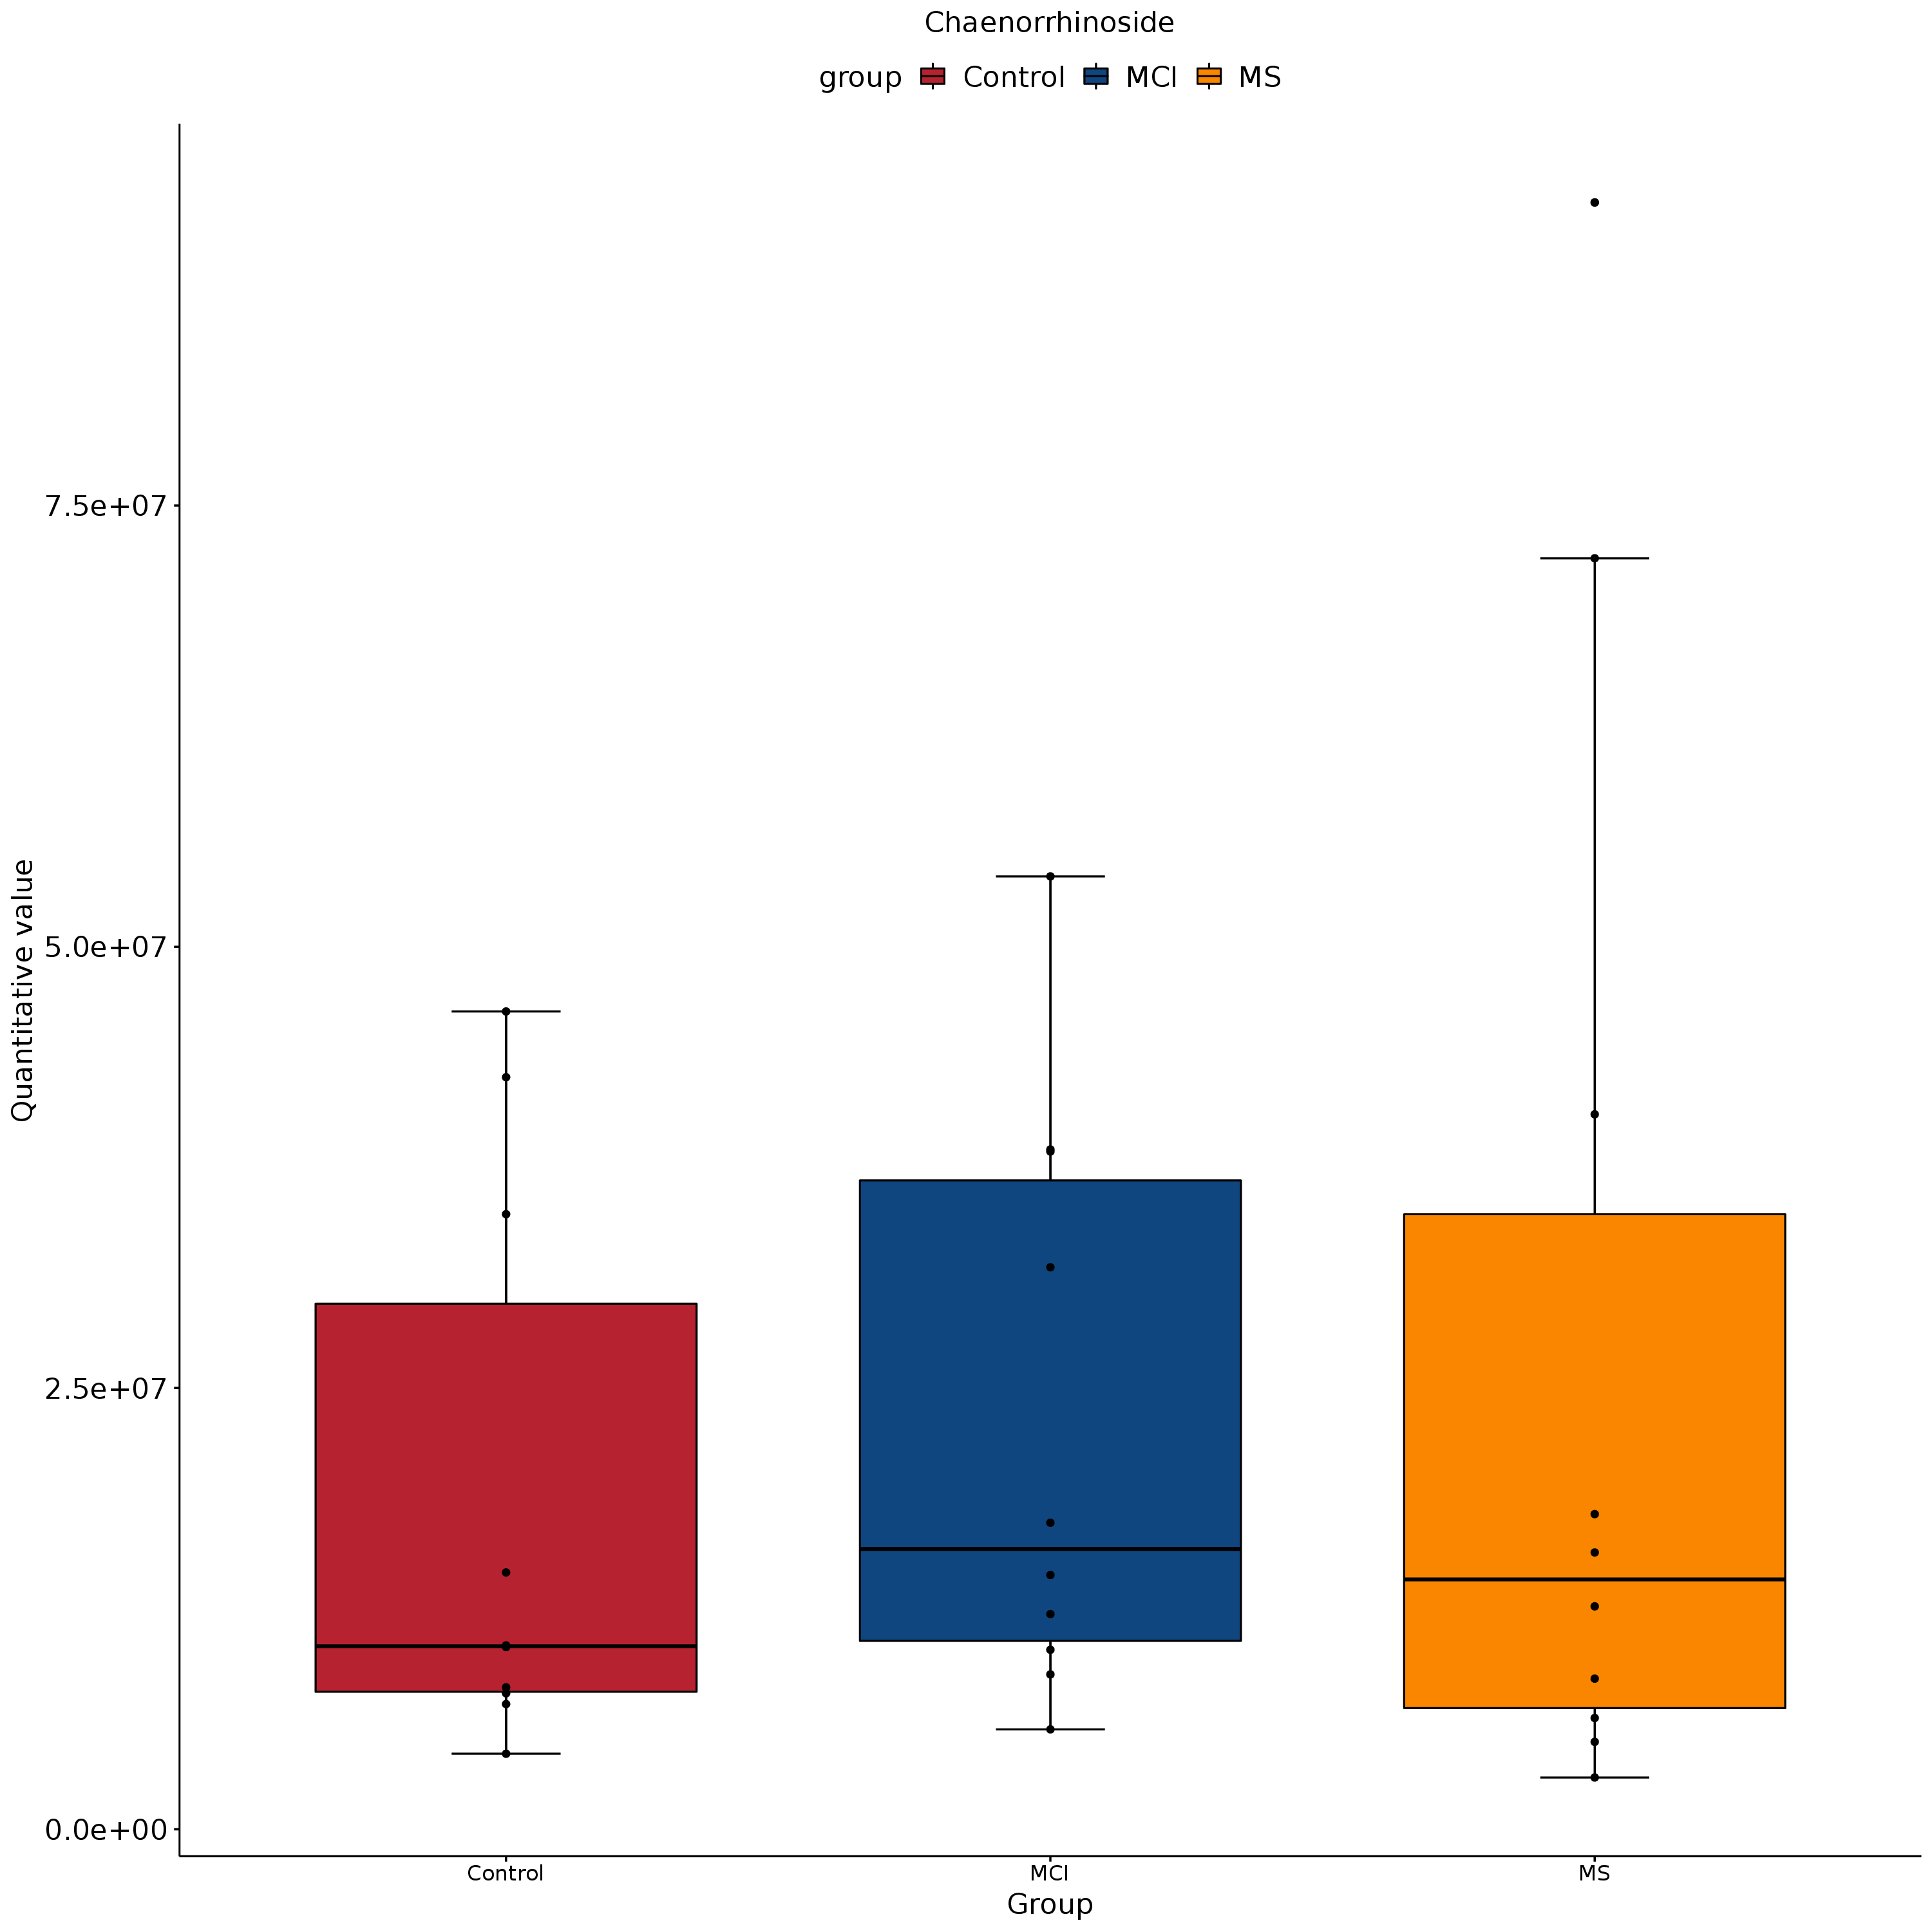 Chaenorrhinoside
group Control MCI MS
Quantitative value
7.5e+07
5.0e+07
2.5e+07
0.0e+00
Control MCI MS
Group